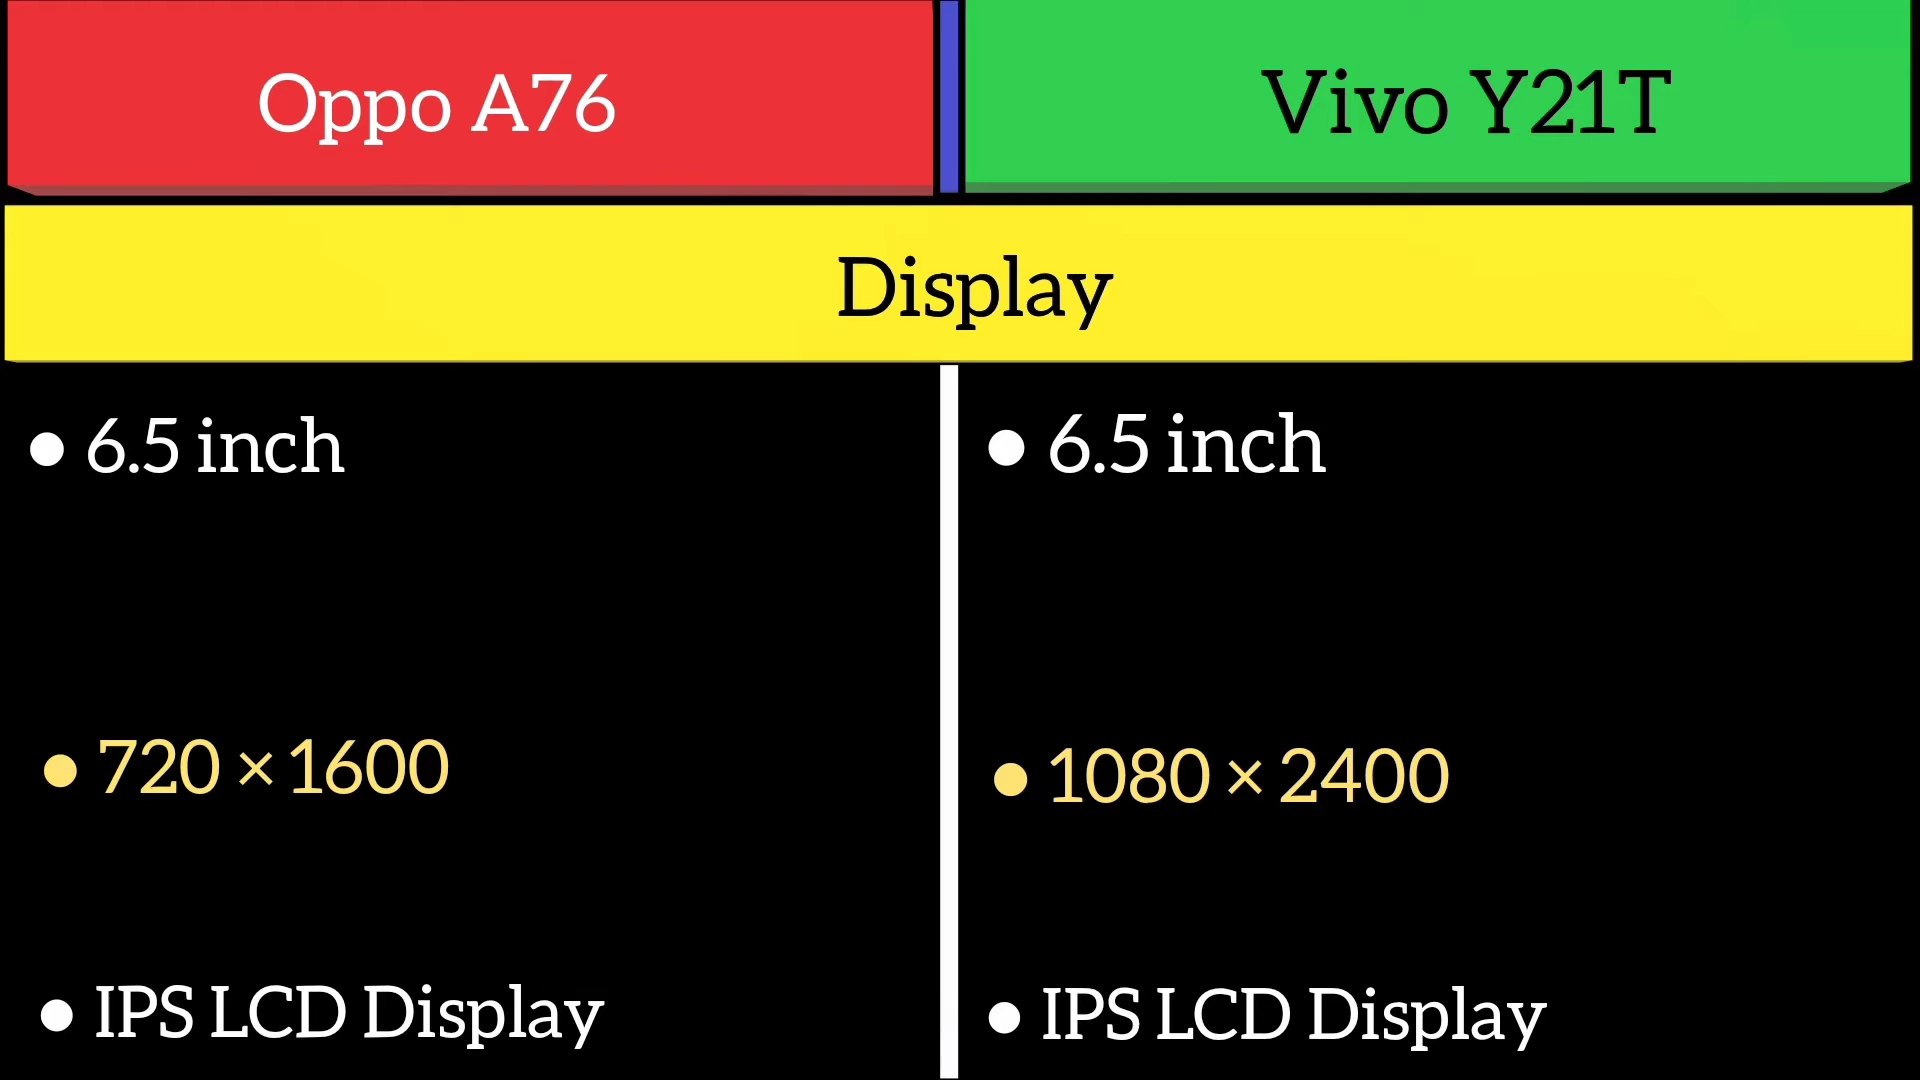 Oppo A76
Vivo Y21T
Display
● 6.5 inch
● 6.5 inch
● 720 × 1600
● 1080 × 2400
● IPS LCD Display
● IPS LCD Display